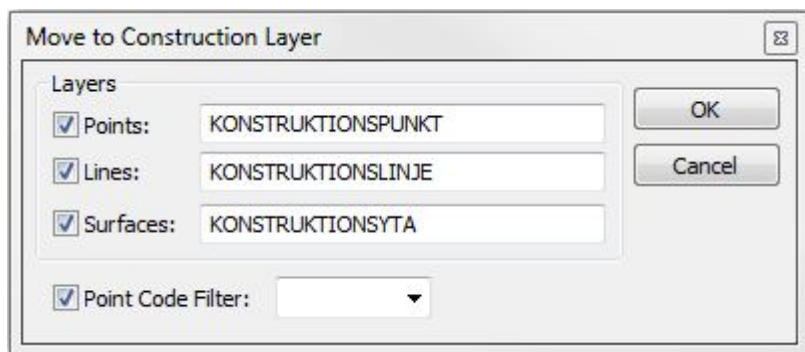 Move to Construction Layer
Layers
Points: KONSTRUKTIONSPUNKT
Lines: KONSTRUKTIONSLINJE
Surfaces: KONSTRUKTIONSYTA
Point Code Filter:
OK
Cancel